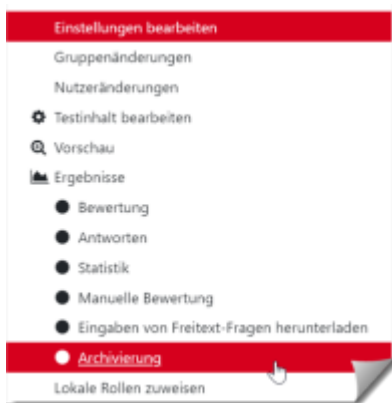 Einstellungen bearbeiten
Gruppenänderungen
Nutzeränderungen
Testinhalt bearbeiten
Vorschau
Ergebnisse
Bewertung
Antworten
Statistik
Manuelle Bewertung
Eingaben von Freitext-Fragen herunterladen
Archivierung
Lokale Rollen zuweisen